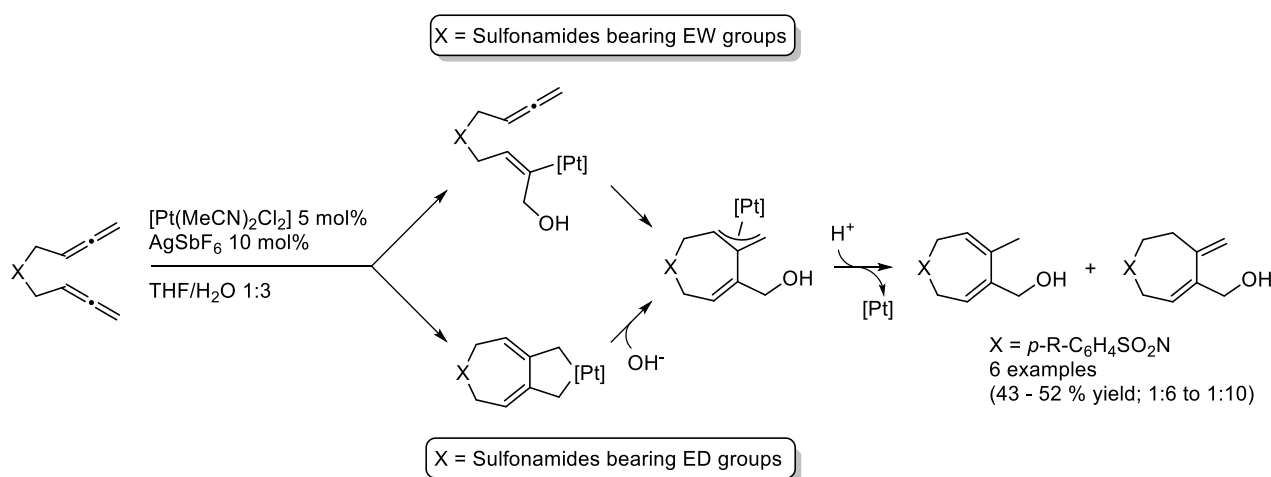 X = Sulfonamides bearing EW groups
X
[Pt]
OH
X
[Pt(MeCN)2Cl2] 5 mol%
AgSbF6 10 mol%
THF/H2O 1:3
[Pt]
X
OH
H+
[Pt]
X
OH
+
X
OH
X
[Pt]
OH-
X = p-R-C6H4SO2N
6 examples
(43 - 52 % yield; 1:6 to 1:10)
X = Sulfonamides bearing ED groups